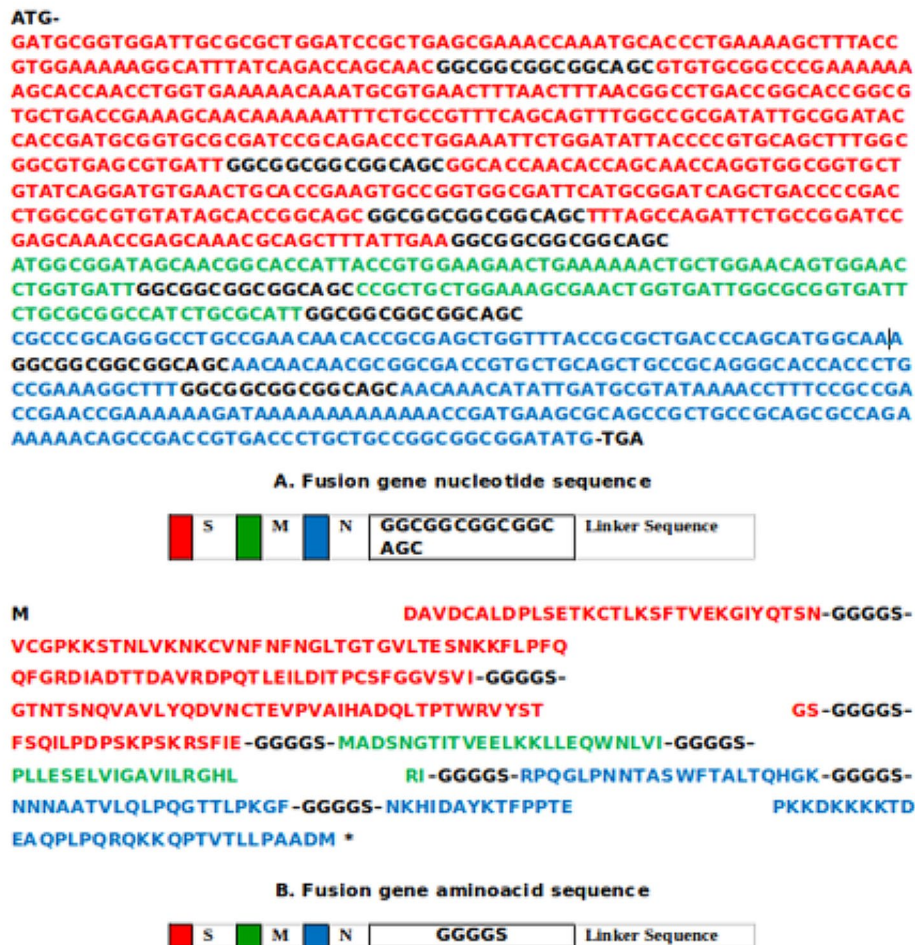 ATG-
GATGCGGTGGATTGCGCGCTGGATCCGCTGAGCGAAACCAAATGCACCCTGAAAAGCTTTACC
GTGGAAAAAGGCATTTATCAGACCAGCAACGGCGGCGGCGGCAGCGTGTGCGGCCCGAAAAAA
AGCACCAACCTGGTGAAAAACAAATGCGTGAACTTTAACTTTAACGGCCTGACCGGCACCGGCG
TGCTGACCGAAAGCAACAAAAAATTTCTGCCGTTTCAGCAGTTTGGCCGCGATATTGCGGATAC
CACCGATGCGGTGCGCGATCCGCAGACCCTGGAAATTCTGGATATTACCCCGTGCAGCTTTGGC
GGCGTGAGCGTGATTGGCGGCGGCGGCAGCGGCACCAACACCAGCAACCAGGTGGCGGTGCT
GTATCAGGATGTGAACTGCACCGAAGTGCCGGTGGCGATTCATGCGGATCAGCTGACCCCGAC
CTGGCGCGTGTATAGCACCGGCAGCGGCGGCGGCGGCAGCTTTAGCCAGATTCTGCCGGATCC
GAGCAAACCGAGCAAACGCAGCTTTATTGAAGGCGGCGGCGGCAGC
ATGGCGGATAGCAACGGCACCATTACCGTGGAAGAACTGAAAAAACTGCTGGAACAGTGGAAC
CTGGTGATTGGCGGCGGCGGCAGCCCGCTGCTGGAAAGCGAACTGGTGATTGGCGCGGTGATT
CTGCGCGGCCATCTGCGCATTGGCGGCGGCGGCAGC
CGCCCGCAGGGCCTGCCGAACAACACCGCGAGCTGGTTTACCGCGCTGACCCAGCATGGCAAA
GGCGGCGGCGGCAGCAACAACAACGCGGCGACCGTGCTGCAGCTGCCGCAGGGCACCACCCTG
CCGAAAGGCTTTGGCGGCGGCGGCAGCAACAAACATATTGATGCGTATAAAACCTTTCCGCCGA
CCGAACCGAAAAAAGATAAAAAAAAAAAAACCGATGAAGCGCAGCCGCTGCCGCAGCGCCAGA
AAAAACAGCCGACCGTGACCCTGCTGCCGGCGGCGGATATG-TGA
A. Fusion gene nucleotide sequence
S M N GGCGGCGGCGGC Linker Sequence
AGC
M DAVDCALDPLSETKCTLKSFTVEKGIYQTSN-GGGGS-
VCGPKKSTNLVKNKCVNFNFNGLTGTGVLTESNKKFLPFQ
QFGRDIADTTDAVRDPQTLEILDITPCSFGGVSVI-GGGGS-
GTNTSNQVAVLYQDVNCTEVPVAIHADQLTPTWRVYST GS-GGGGS-
FSQILPDPSKPSKRSFIE-GGGGS-MADSNGTITVEELKKLLEQWNLVI-GGGGS-
PLLESELVIGAVILRGHL RI-GGGGS-RPQGLPNNTASWFTALTQHGK-GGGGS-
NNNAATVLQLPQGTTLPKGF-GGGGS-NKHIDAYKTFPPTE PKKDKKKKTD
EAQPLPQRQKKQPTVTLLPAADM *
B. Fusion gene aminoacid sequence
S M N GGGGS Linker Sequence